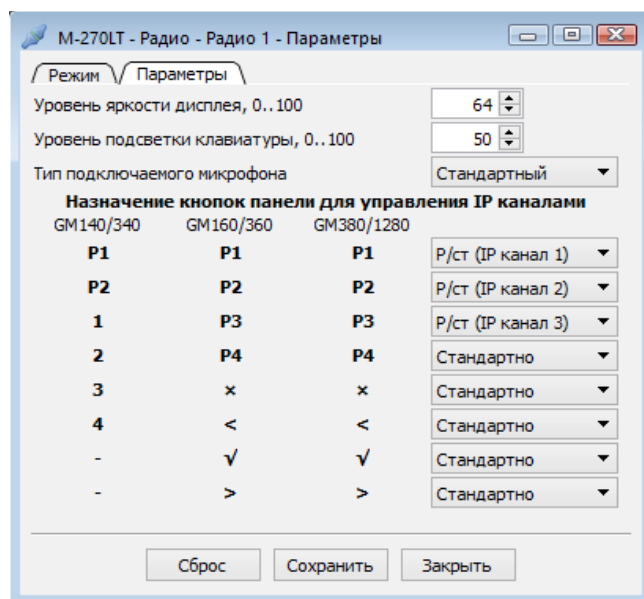 M-270LT - Радио - Радио 1 - Параметры
Режим Параметры
Уровень яркости дисплея, 0..100 64
Уровень подсветки клавиатуры, 0..100 50
Тип подключаемого микрофона Стандартный
Назначение кнопок панели для управления IP каналами
GM140/340 GM160/360 GM380/1280
P1 P1 P1 Р/ст (IP канал 1)
P2 P2 P2 Р/ст (IP канал 2)
1 P3 P3 Р/ст (IP канал 3)
2 P4 P4 Стандартно
3 × × Стандартно
4 < < Стандартно
- √ √ Стандартно
- > > Стандартно
Сброс Сохранить Закрыть